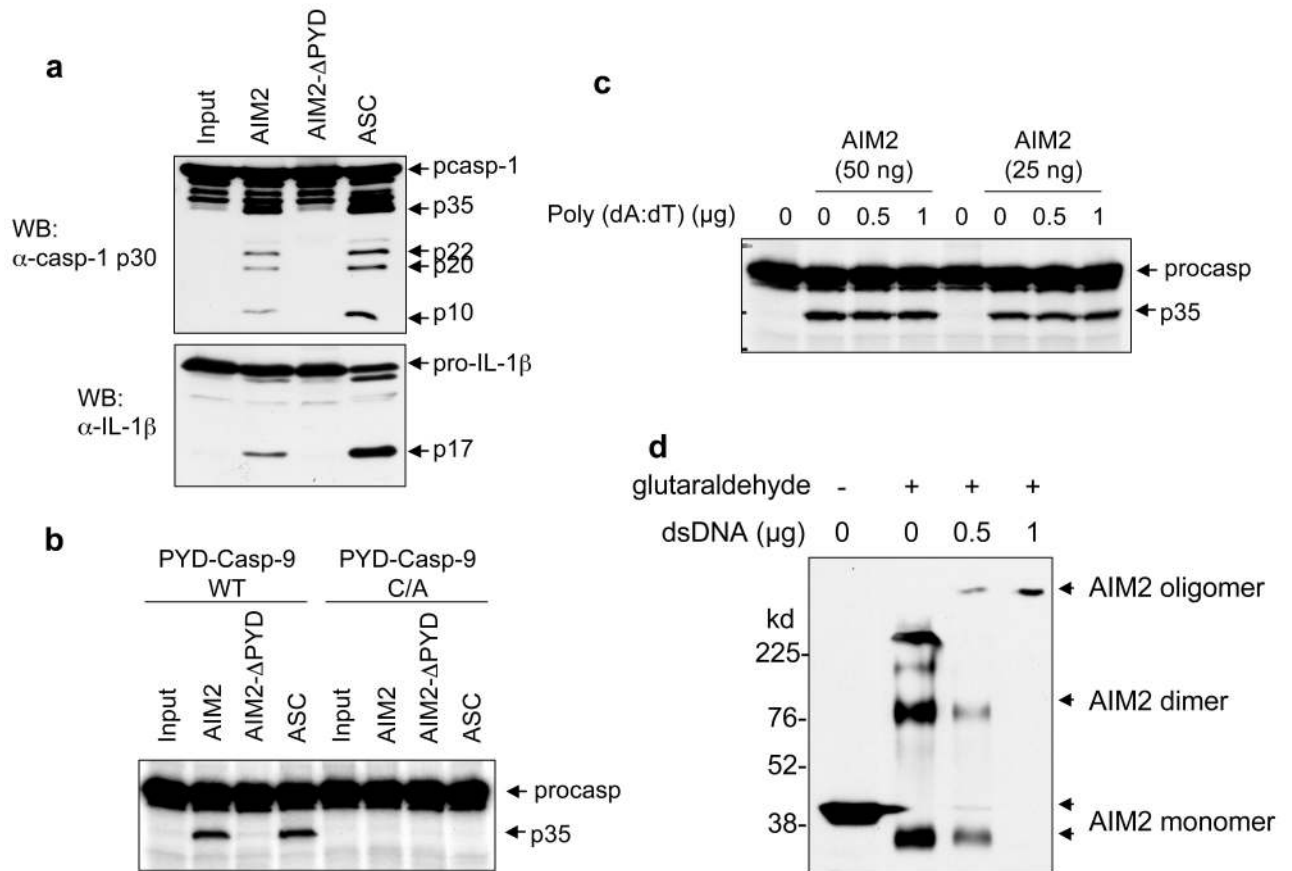 a
Input
AIM2
AIM2-ΔPYD
ASC
WB:
α-casp-1 p30
pcasp-1
p35
p22
p20
p10
WB:
α-IL-1β
pro-IL-1β
p17
b
PYD-Casp-9
WT
PYD-Casp-9
C/A
Input
AIM2
AIM2-ΔPYD
ASC
Input
AIM2
AIM2-ΔPYD
ASC
procasp
p35
c
AIM2
(50 ng)
AIM2
(25 ng)
Poly (dA:dT) (μg) 0 0 0.5 1 0 0 0.5 1
procasp
p35
d
glutaraldehyde - + + +
dsDNA (μg) 0 0 0.5 1
kd
225-
76-
52-
38-
AIM2 oligomer
AIM2 dimer
AIM2 monomer